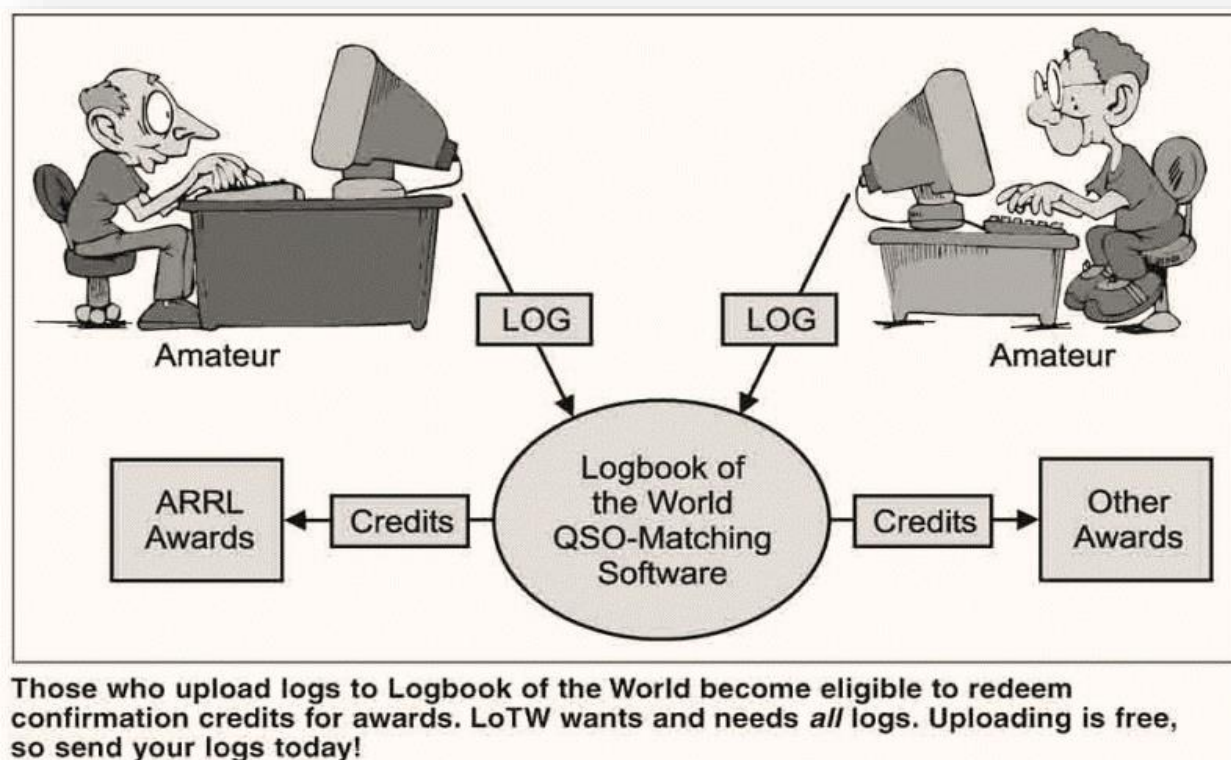 LOG
LOG
Amateur
Amateur
Logbook of
the World
QSO-Matching
Software
ARRL
Awards
Credits
Credits
Other
Awards
Those who upload logs to Logbook of the World become eligible to redeem
confirmation credits for awards. LoTW wants and needs all logs. Uploading is free,
so send your logs today!